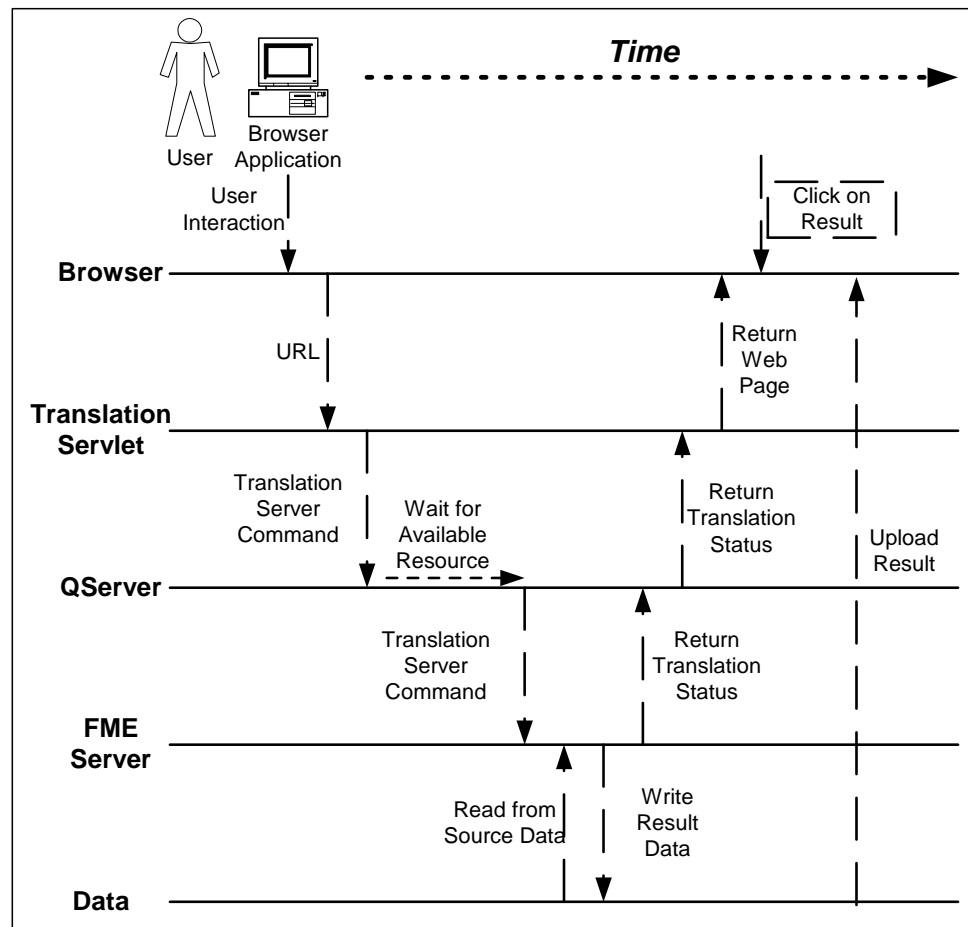 Time
User
Browser
Application
User
Interaction
Click on
Result
Browser
URL
Return
Web
Page
Translation
Servlet
Translation
Server
Command
Wait for
Available
Resource
Return
Translation
Status
Upload
Result
QServer
Translation
Server
Command
Return
Translation
Status
FME
Server
Read from
Source Data
Write
Result
Data
Data